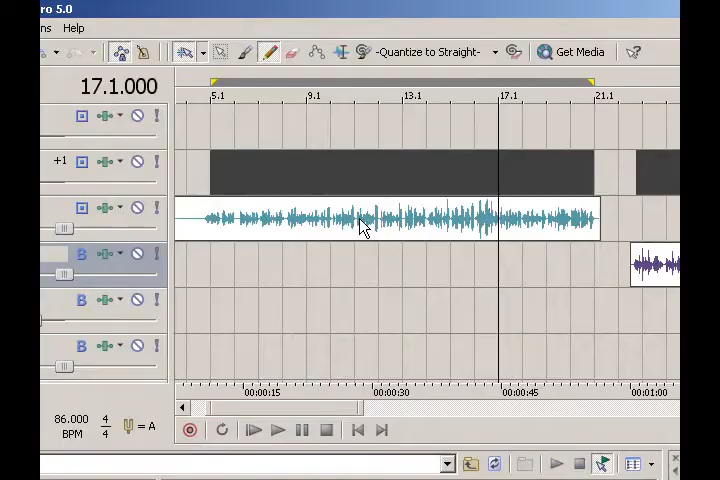 ro 5.0
ns Help
-Quantize to Straight- Get Media
17.1.000
5.1 9.1 13.1 17.1 21.1
+1
B
B
B
00:00:15 00:00:30 00:00:45 00:01:00
86.000 4 = A
BPM 4